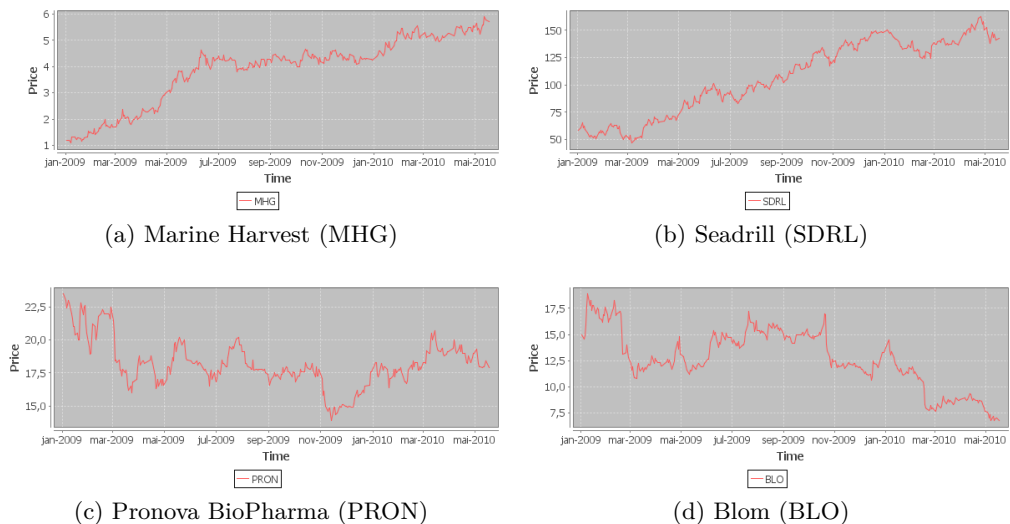 6
5
4
3
2
1
Price
jan-2009 mar-2009 mai-2009 jul-2009 sep-2009 nov-2009 jan-2010 mar-2010 mai-2010
Time
MHG
(a) Marine Harvest (MHG)
150
125
100
75
50
Price
jan-2009 mar-2009 mai-2009 jul-2009 sep-2009 nov-2009 jan-2010 mar-2010 mai-2010
Time
SDRL
(b) Seadrill (SDRL)
22,5
20,0
17,5
15,0
Price
jan-2009 mar-2009 mai-2009 jul-2009 sep-2009 nov-2009 jan-2010 mar-2010 mai-2010
Time
PRON
(c) Pronova BioPharma (PRON)
17,5
15,0
12,5
10,0
7,5
Price
jan-2009 mar-2009 mai-2009 jul-2009 sep-2009 nov-2009 jan-2010 mar-2010 mai-2010
Time
BLO
(d) Blom (BLO)